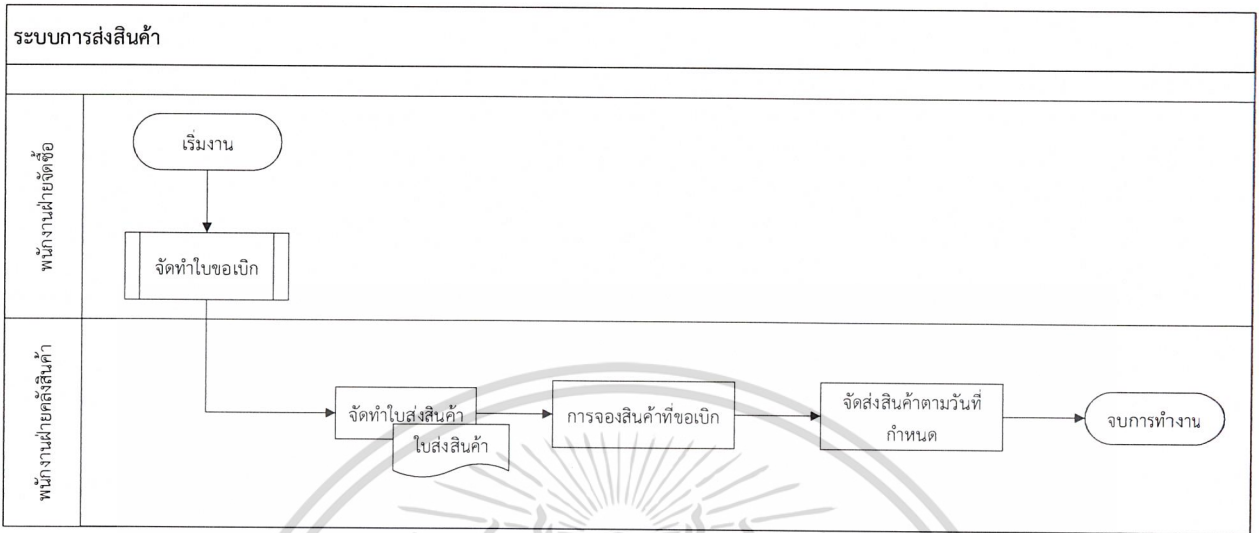 ระบบการส่งสินค้า
พนักงานฝ่ายจัดซื้อ
เริ่มงาน
จัดทำใบขอเบิก
พนักงานฝ่ายคลังสินค้า
จัดทำใบส่งสินค้า
ใบส่งสินค้า
การจองสินค้าที่ขอเบิก
จัดส่งสินค้าตามวันที่
กำหนด
จบการทำงาน